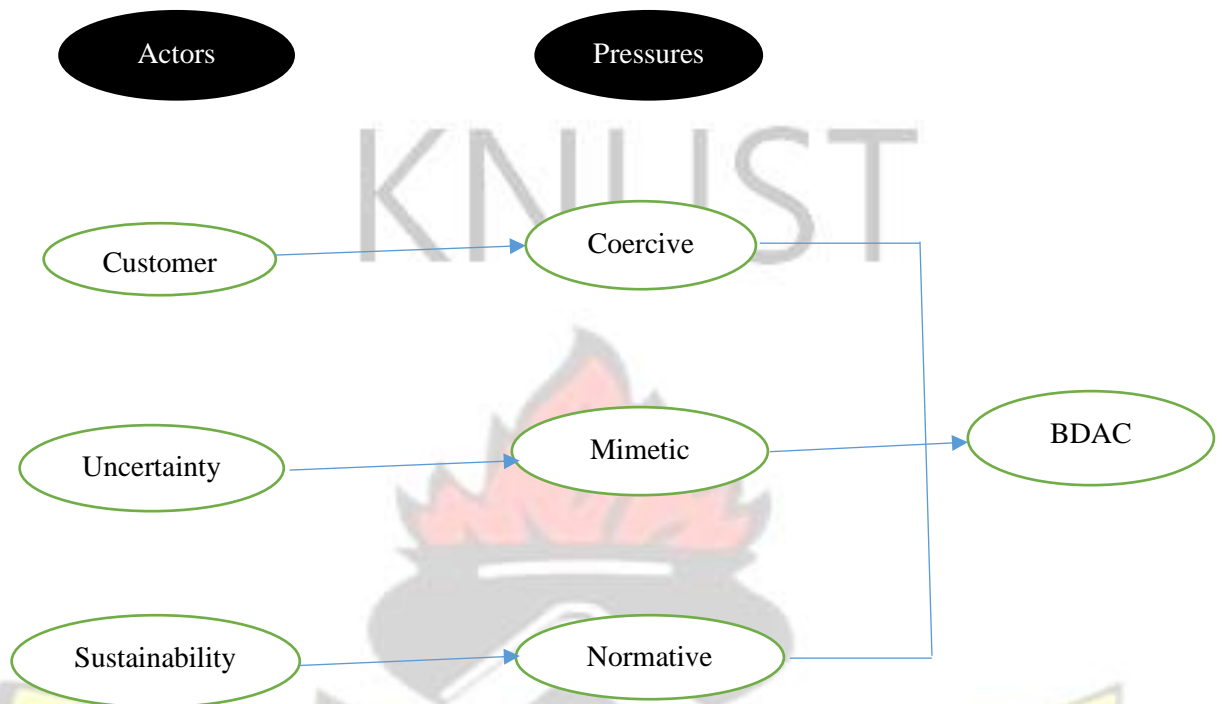 Actors
Pressures
KNUST
Customer
Coercive
Uncertainty
Mimetic
BDAC
Sustainability
Normative